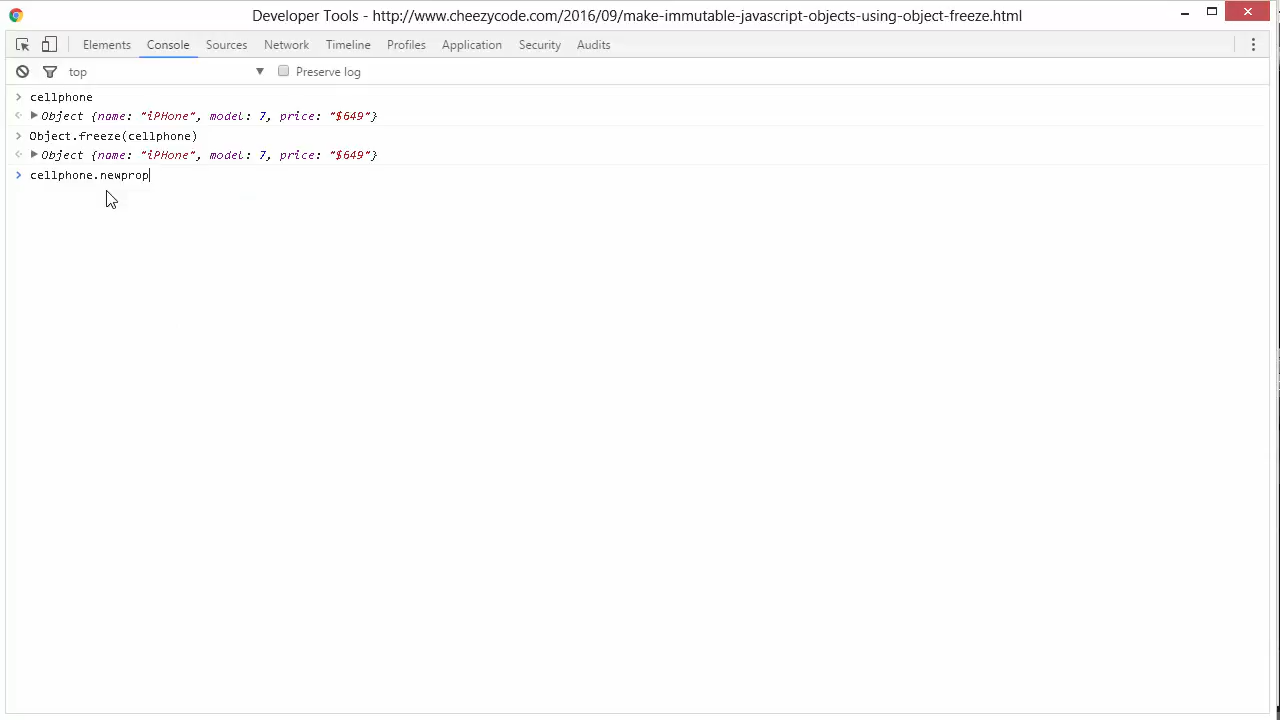 Developer Tools - http://www.cheezycode.com/2016/09/make-immutable-javascript-objects-using-object-freeze.html
Elements Console Sources Network Timeline Profiles Application Security Audits
top Preserve log
cellphone
Object {name: "iPHone", model: 7, price: "$649"}
Object.freeze(cellphone)
Object {name: "iPHone", model: 7, price: "$649"}
cellphone.newprop